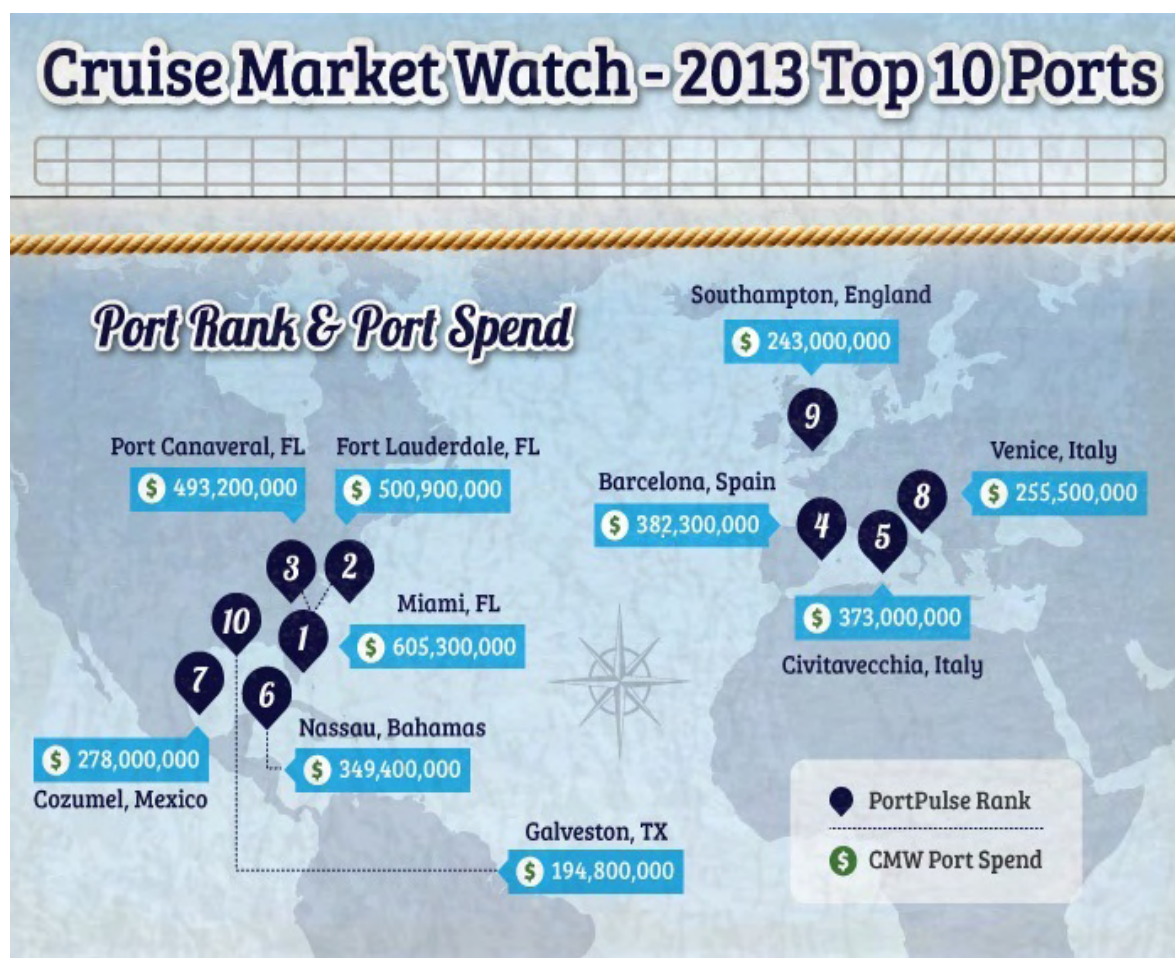 Cruise Market Watch - 2013 Top 10 Ports
Port Rank & Port Spend
Southampton, England
$ 243,000,000
9
Port Canaveral, FL
$ 493,200,000
Fort Lauderdale, FL
$ 500,900,000
Barcelona, Spain
$ 382,300,000
Venice, Italy
$ 255,500,000
4
5
8
3
2
10
1
Miami, FL
$ 605,300,000
$ 373,000,000
Civitavecchia, Italy
7
6
Nassau, Bahamas
$ 349,400,000
$ 278,000,000
Cozumel, Mexico
Galveston, TX
$ 194,800,000
PortPulse Rank
$ CMW Port Spend